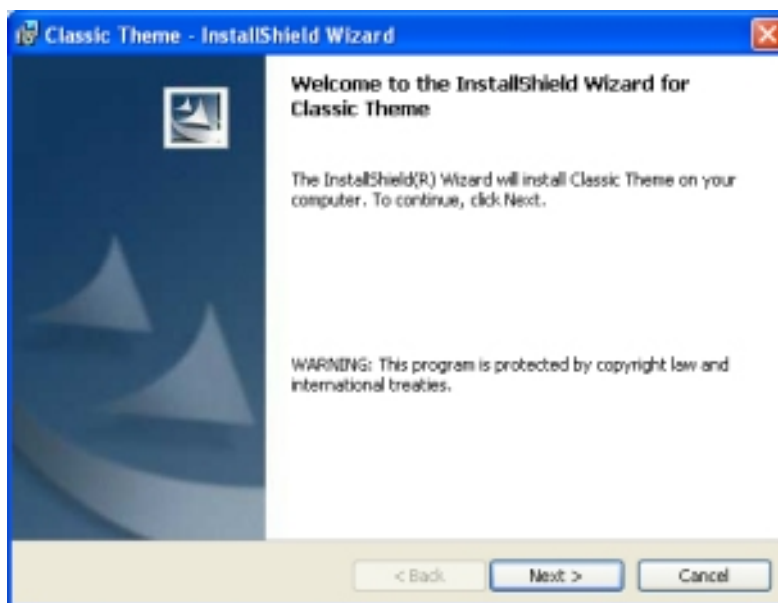 Classic Theme - InstallShield Wizard
Welcome to the InstallShield Wizard for
Classic Theme
The InstallShield(R) Wizard will install Classic Theme on your
computer. To continue, click Next.
WARNING: This program is protected by copyright law and
international treaties.
< Back
Next >
Cancel